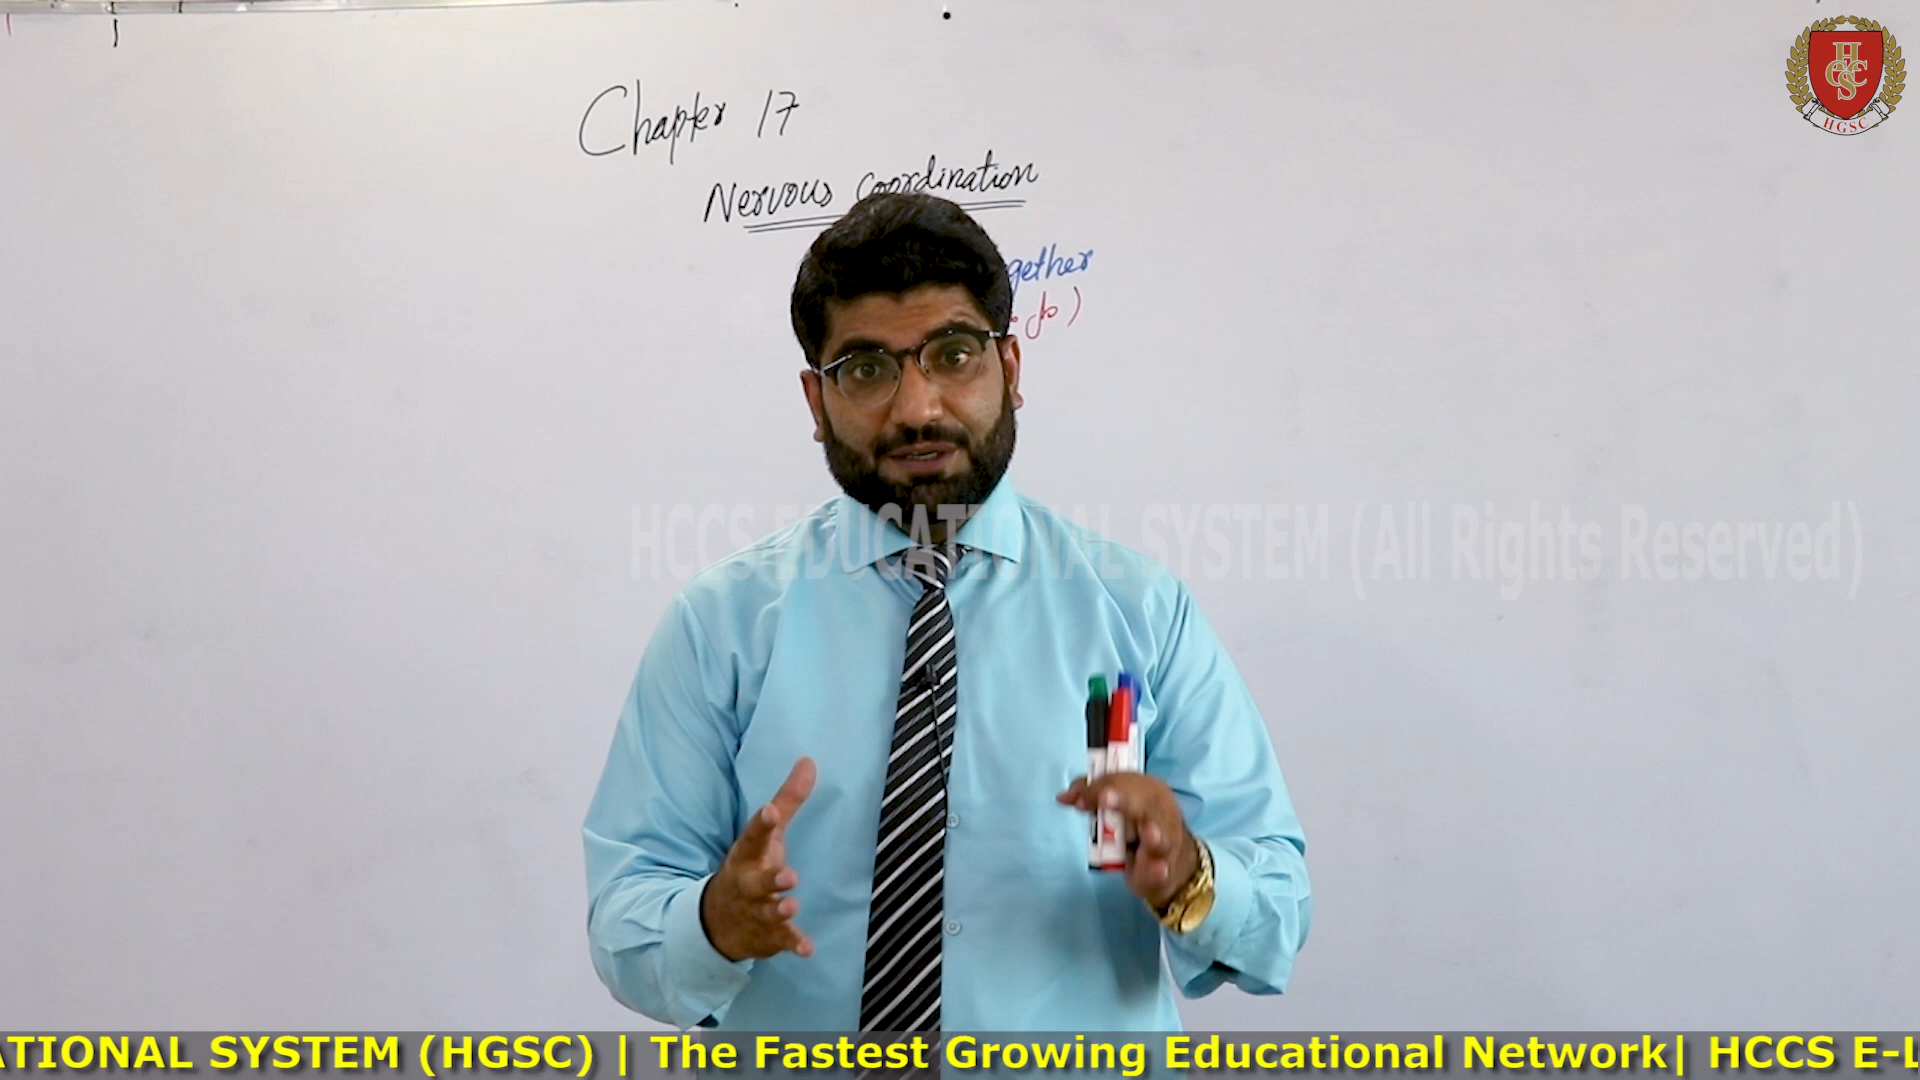 Chapter 17
Nervous coordination
gether
HGSC
HCCS EDUCATIONAL SYSTEM (All Rights Reserved)
ATIONAL SYSTEM (HGSC) | The Fastest Growing Educational Network| HCCS E-L